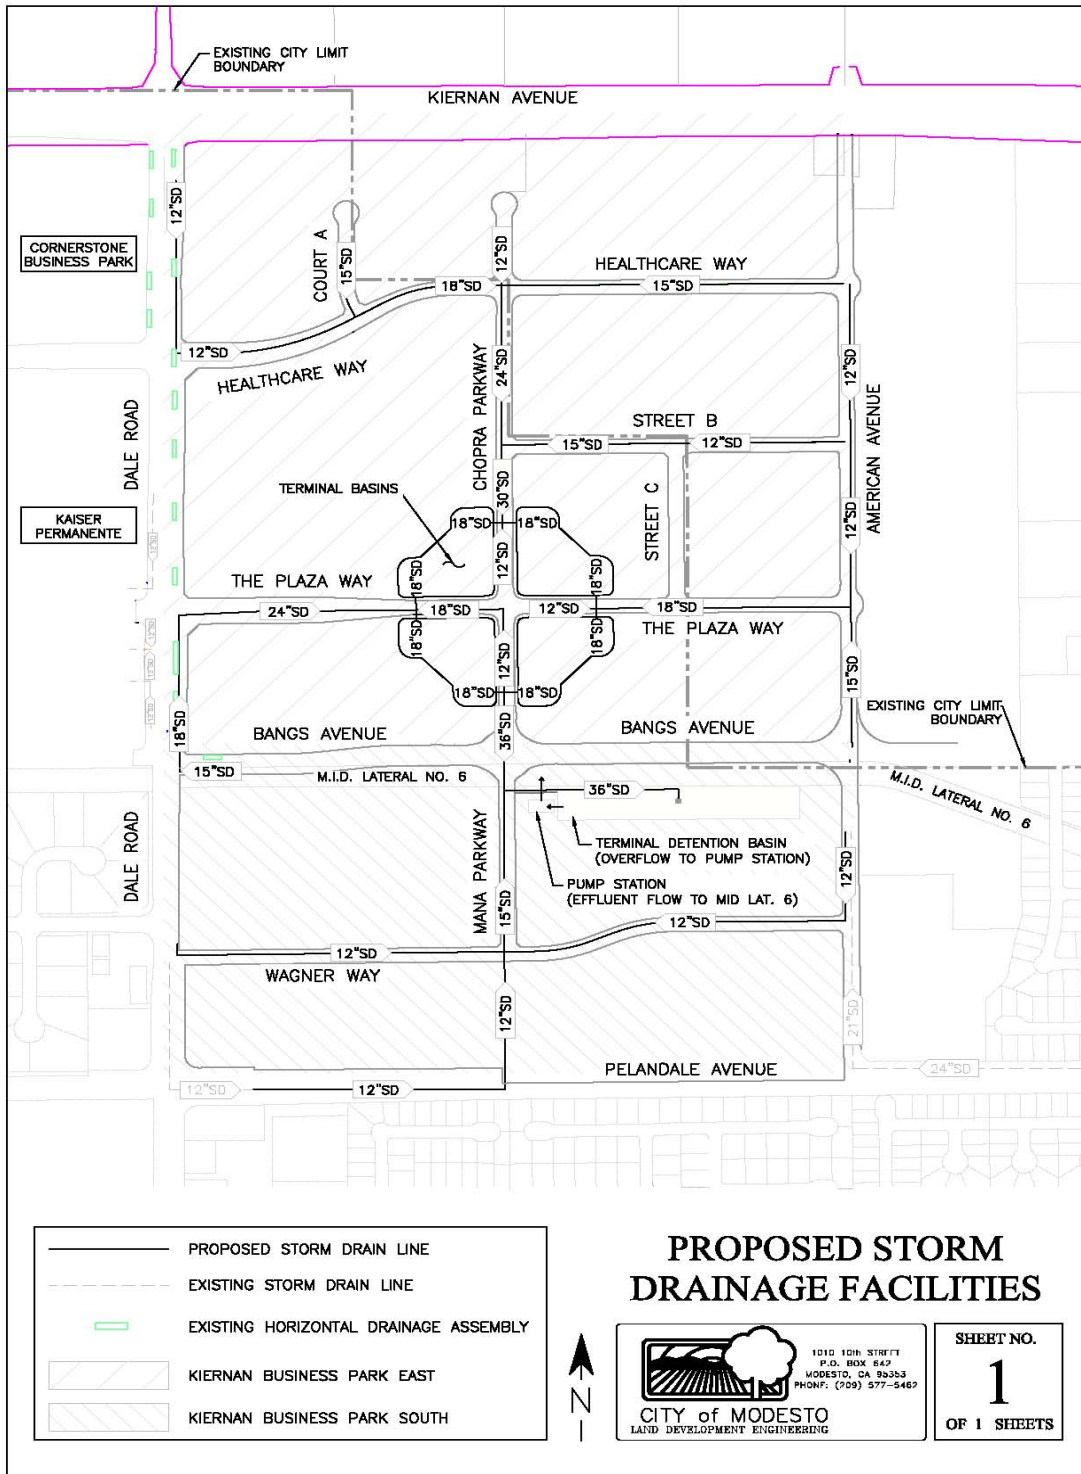 EXISTING CITY LIMIT
BOUNDARY
KIERNAN AVENUE
12"SD
CORNERSTONE
BUSINESS PARK
COURT A
15"SD
12"SD
HEALTHCARE WAY
18"SD
15"SD
12"SD
HEALTHCARE WAY
24"SD
12"SD
DALE ROAD
CHOPRA PARKWAY
STREET B
15"SD
12"SD
AMERICAN AVENUE
TERMINAL BASINS
30"SD
STREET C
KAISER
PERMANENTE
18"SD
18"SD
12"SD
12"SD
12"SD
18"SD
18"SD
THE PLAZA WAY
24"SD
18"SD
12"SD
18"SD
THE PLAZA WAY
12"SD
12"SD
12"SD
18"SD
12"SD
18"SD
15"SD
18"SD
18"SD
12"SD
EXISTING CITY LIMIT
BOUNDARY
18"SD
BANGS AVENUE
36"SD
BANGS AVENUE
15"SD
M.I.D. LATERAL NO. 6
36"SD
M.I.D. LATERAL NO. 6
DALE ROAD
MANA PARKWAY
TERMINAL DETENTION BASIN
(OVERFLOW TO PUMP STATION)
12"SD
PUMP STATION
(EFFLUENT FLOW TO MID LAT. 6)
15"SD
12"SD
12"SD
WAGNER WAY
12"SD
21"SD
PELANDALE AVENUE
24"SD
12"SD
12"SD
PROPOSED STORM DRAIN LINE
EXISTING STORM DRAIN LINE
EXISTING HORIZONTAL DRAINAGE ASSEMBLY
KIERNAN BUSINESS PARK EAST
KIERNAN BUSINESS PARK SOUTH
N
PROPOSED STORM
DRAINAGE FACILITIES
1010 10th STREET
P.O. BOX 642
MODESTO, CA 95353
PHONE: (209) 577-5462
CITY of MODESTO
LAND DEVELOPMENT ENGINEERING
SHEET NO.
1
OF 1 SHEETS